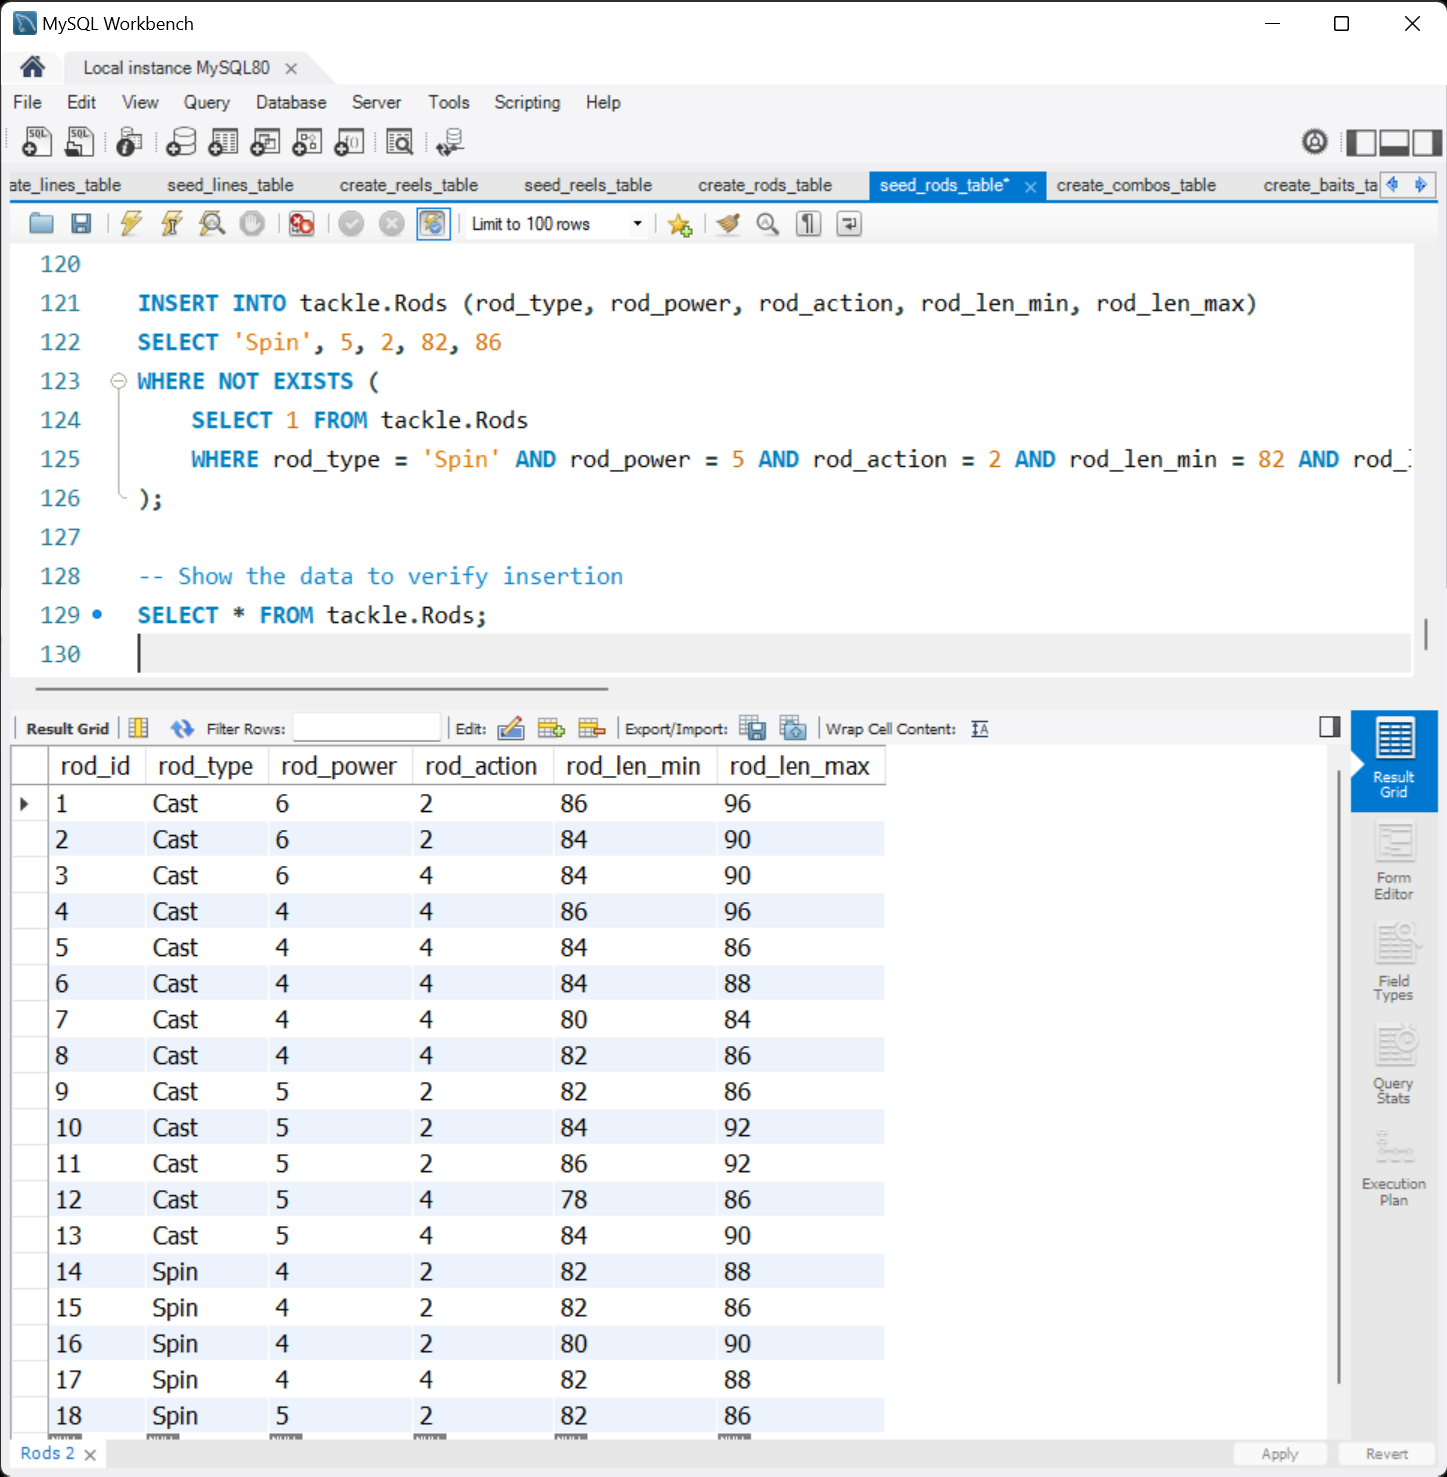 MySQL Workbench
Local instance MySQL80
File Edit View Query Database Server Tools Scripting Help
ate_lines_table seed_lines_table create_reels_table seed_reels_table create_rods_table seed_rods_table* create_combos_table create_baits_ta
Limit to 100 rows
120
121 INSERT INTO tackle.Rods (rod_type, rod_power, rod_action, rod_len_min, rod_len_max)
122 SELECT 'Spin', 5, 2, 82, 86
123 WHERE NOT EXISTS (
124 SELECT 1 FROM tackle.Rods
125 WHERE rod_type = 'Spin' AND rod_power = 5 AND rod_action = 2 AND rod_len_min = 82 AND rod_
126 );
127
128 -- Show the data to verify insertion
129 SELECT * FROM tackle.Rods;
130
Result Grid Filter Rows: Edit: Export/Import: Wrap Cell Content:
rod_id rod_type rod_power rod_action rod_len_min rod_len_max
1 Cast 6 2 86 96
2 Cast 6 2 84 90
3 Cast 6 4 84 90
4 Cast 4 4 86 96
5 Cast 4 4 84 86
6 Cast 4 4 84 88
7 Cast 4 4 80 84
8 Cast 4 4 82 86
9 Cast 5 2 82 86
10 Cast 5 2 84 92
11 Cast 5 2 86 92
12 Cast 5 4 78 86
13 Cast 5 4 84 90
14 Spin 4 2 82 88
15 Spin 4 2 82 86
16 Spin 4 2 80 90
17 Spin 4 4 82 88
18 Spin 5 2 82 86
Result
Grid
Form
Editor
Field
Types
Query
Stats
Execution
Plan
Rods 2
Apply Revert